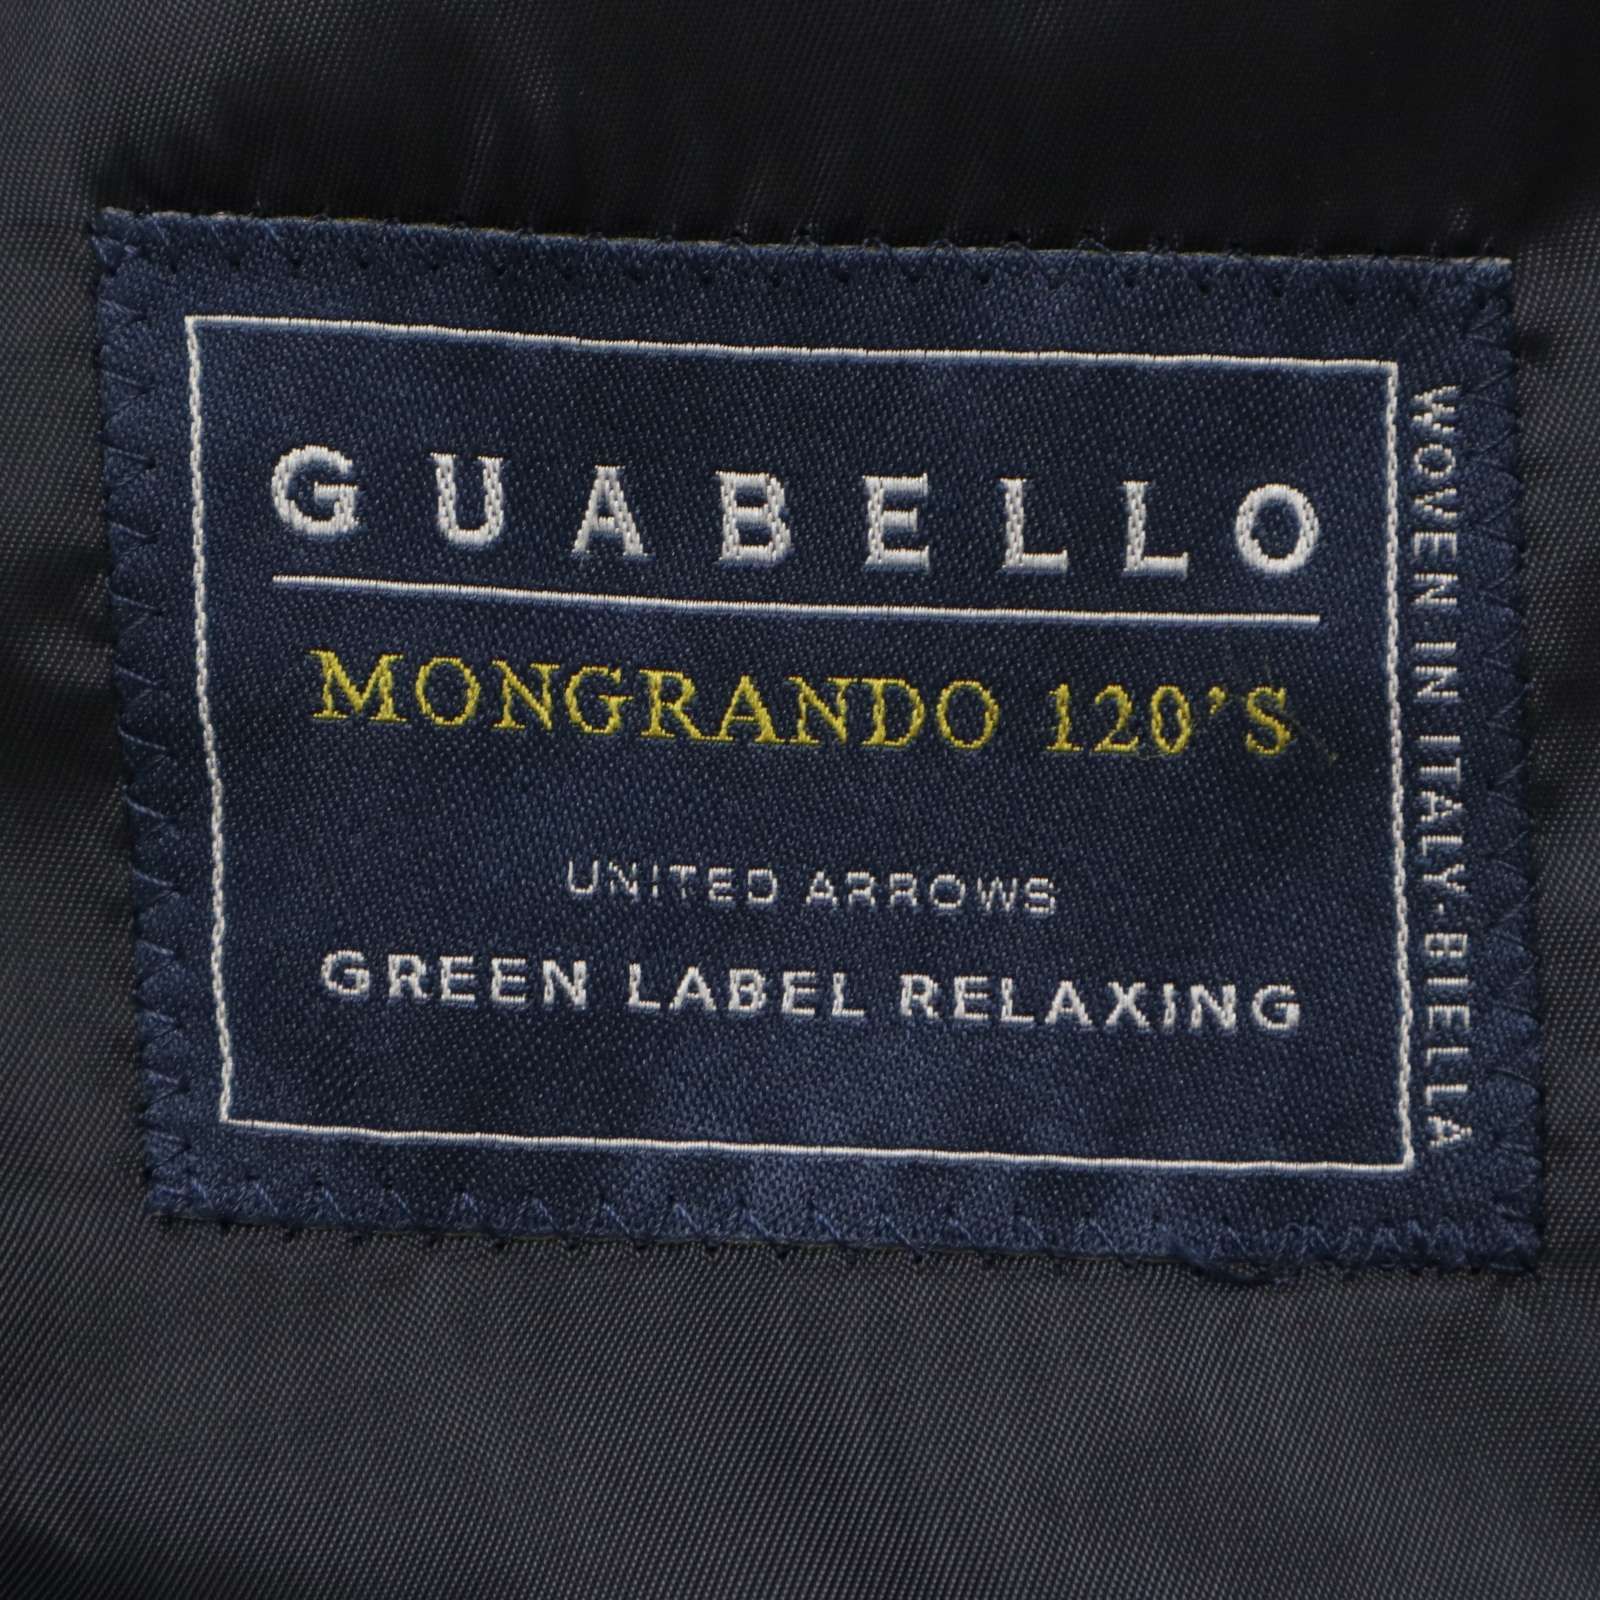 GUABELLO
MONGRANDO 120'S
UNITED ARROWS
GREEN LABEL RELAXING
WOVEN IN ITALY·BIELLA